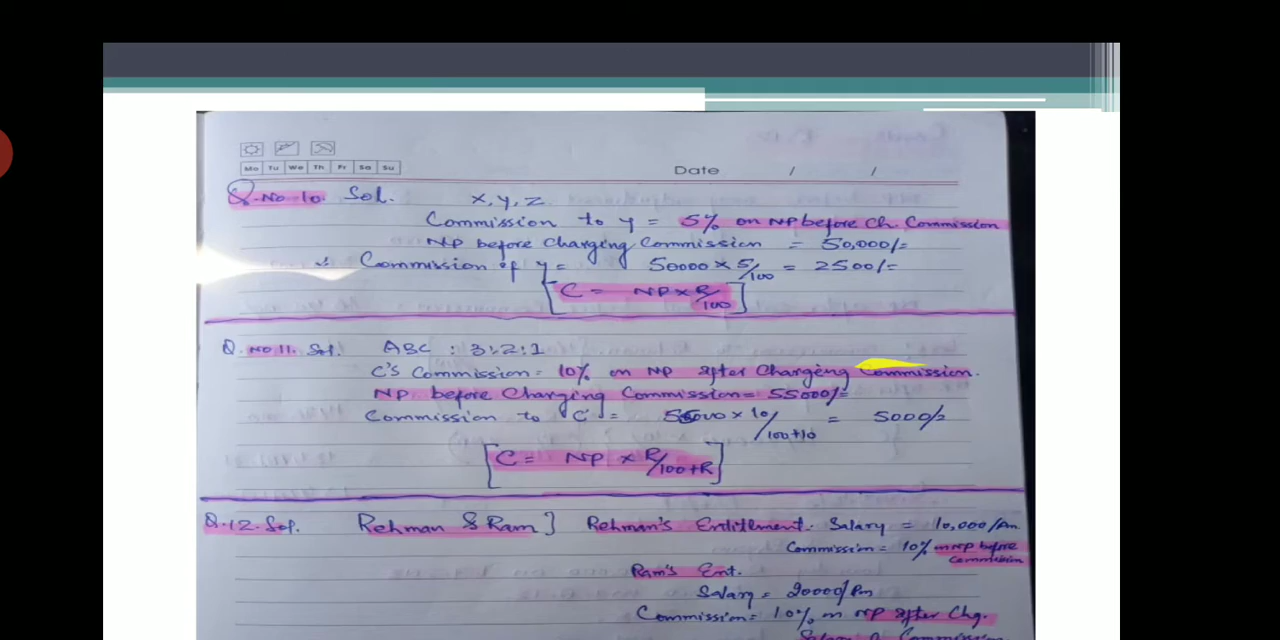 Mo Tu We Th Fr Sa Su
Date / /
Q. No 10. Sol. X, Y, Z
Commission to Y = 5% on NP before Ch. Commission
NP before Charging Commission = 50,000/=
Commission of Y = 50000 × 5/100 = 2500/=
[C = NP × R/100]
Q. No 11. Sol. ABC : 3:2:1
C's Commission = 10% on NP after Charging Commission.
NP before Charging Commission = 55000/=
Commission to 'C' = 55000 × 10/100+10 = 5000/=
[C = NP × R/100+R]
Q.12. Sol. Rehman & Ram] Rehman's Entitlement. Salary = 10,000/Am
Commission = 10% on NP before
commission
Ram's Ent.
Salary = 20000/Pm
Commission = 10% on NP after Chg.
Salary & Commission